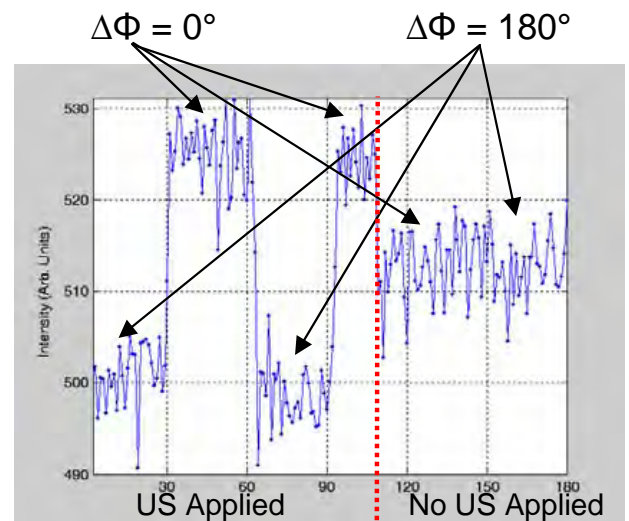 ΔΦ = 0° ΔΦ = 180°
530
520
510
500
490
Intensity (Arb. Units)
30 60 90 120 150 180
US Applied No US Applied